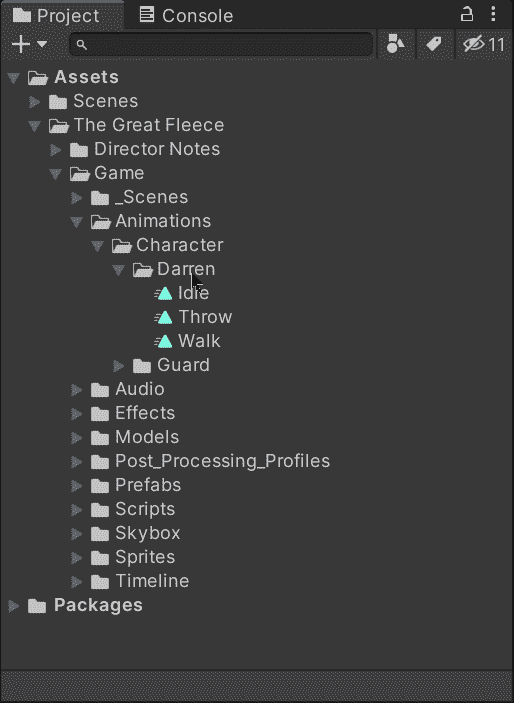 Project Console
11
Assets
Scenes
The Great Fleece
Director Notes
Game
_Scenes
Animations
Character
Darren
Idle
Throw
Walk
Guard
Audio
Effects
Models
Post_Processing_Profiles
Prefabs
Scripts
Skybox
Sprites
Timeline
Packages